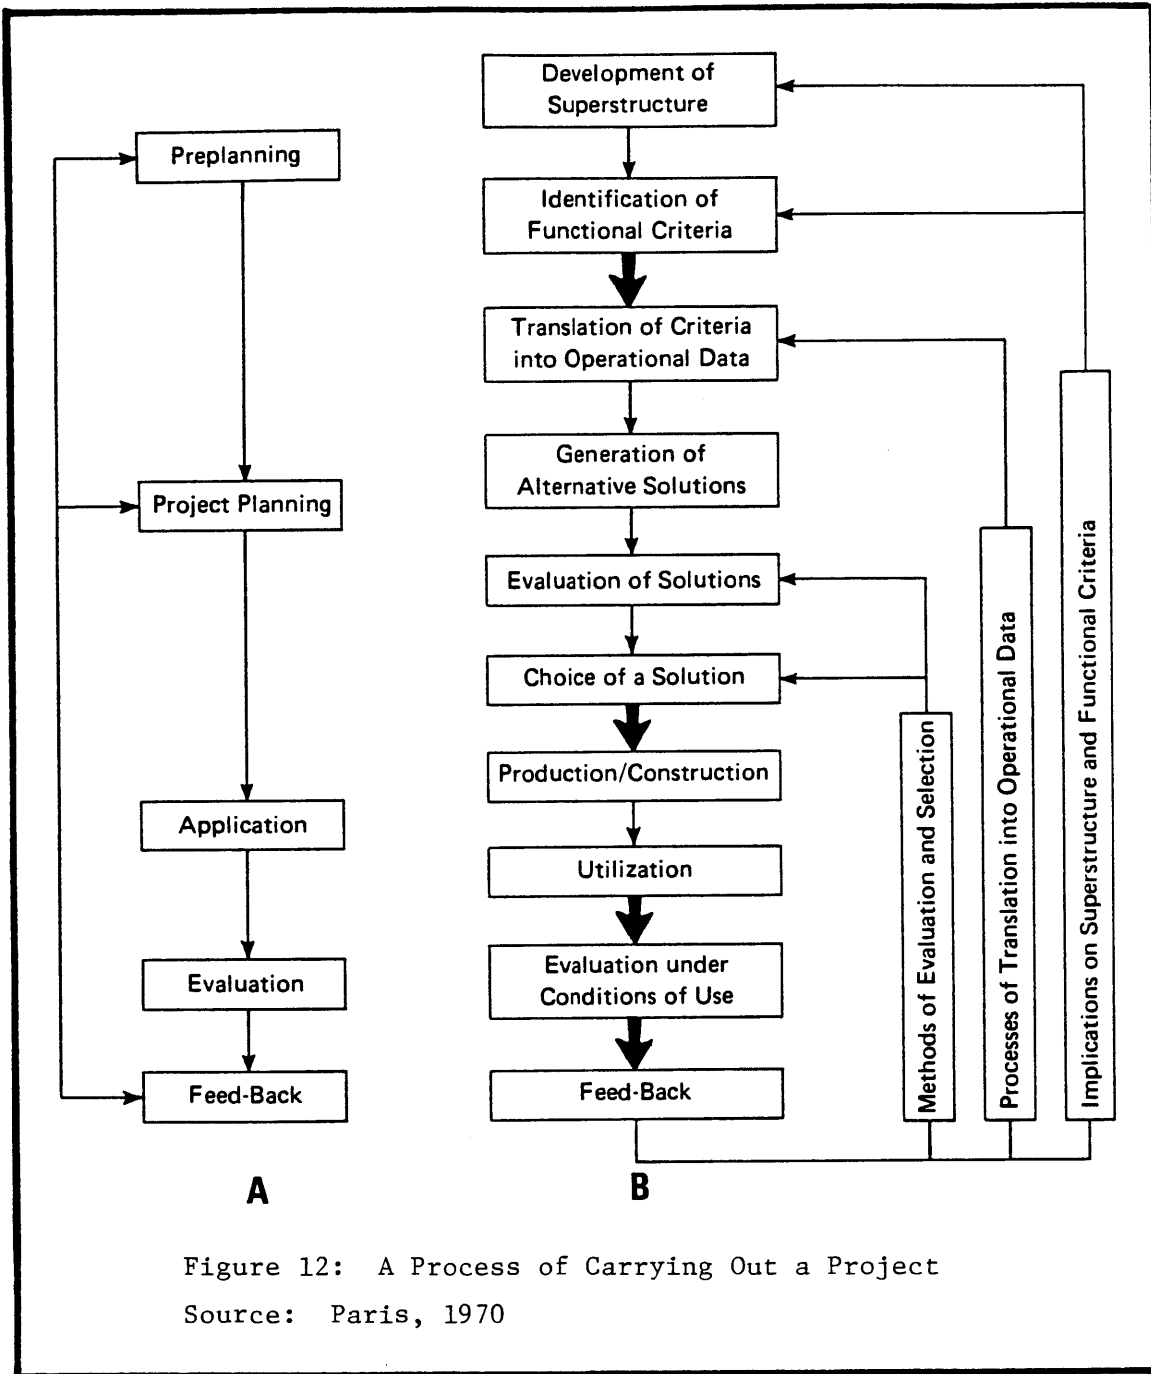 Preplanning
Project Planning
Application
Evaluation
Feed-Back
A
Development of
Superstructure
Identification of
Functional Criteria
Translation of Criteria
into Operational Data
Generation of
Alternative Solutions
Evaluation of Solutions
Choice of a Solution
Production/Construction
Utilization
Evaluation under
Conditions of Use
Feed-Back
B
Methods of Evaluation and Selection
Processes of Translation into Operational Data
Implications on Superstructure and Functional Criteria
Figure 12: A Process of Carrying Out a Project
Source: Paris, 1970